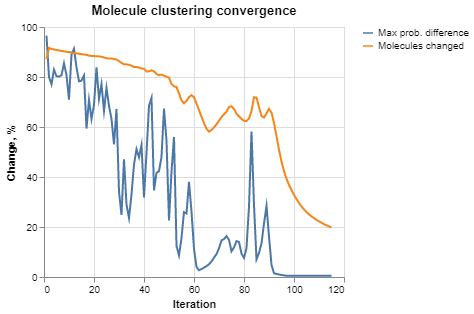 Molecule clustering convergence
Max prob. difference
Molecules changed
Change, %
100
80
60
40
20
0
0
20
40
60
80
100
120
Iteration